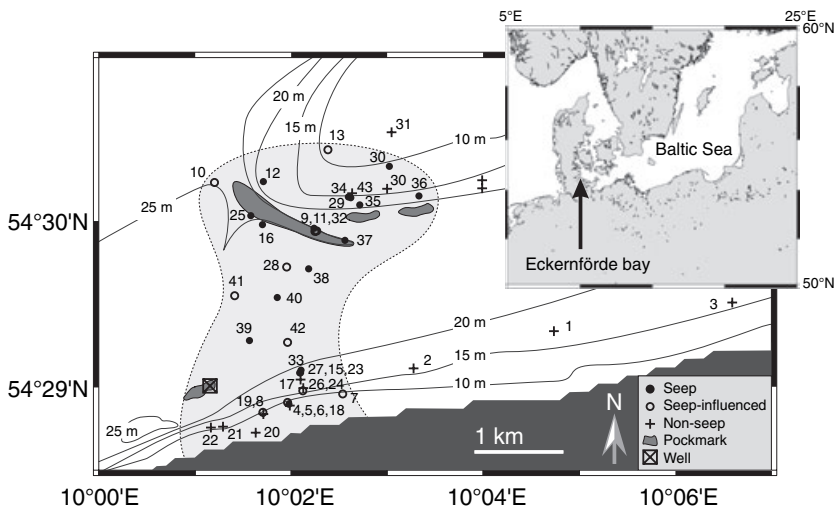 5°E
25°E
60°N
Baltic Sea
Eckernförde bay
50°N
20 m
15 m
13
31
10 m
30
10
12
34
43
30
36
25 m
29
35
54°30'N
25
9,11,32
16
37
28
38
41
40
3
20 m
1
39
42
15 m
33
2
27,15,23
10 m
54°29'N
17
26,24
7
19,8
4,5,6,18
25 m
22
21
20
N
1 km
Seep
Seep-influenced
Non-seep
Pockmark
Well
10°00'E
10°02'E
10°04'E
10°06'E